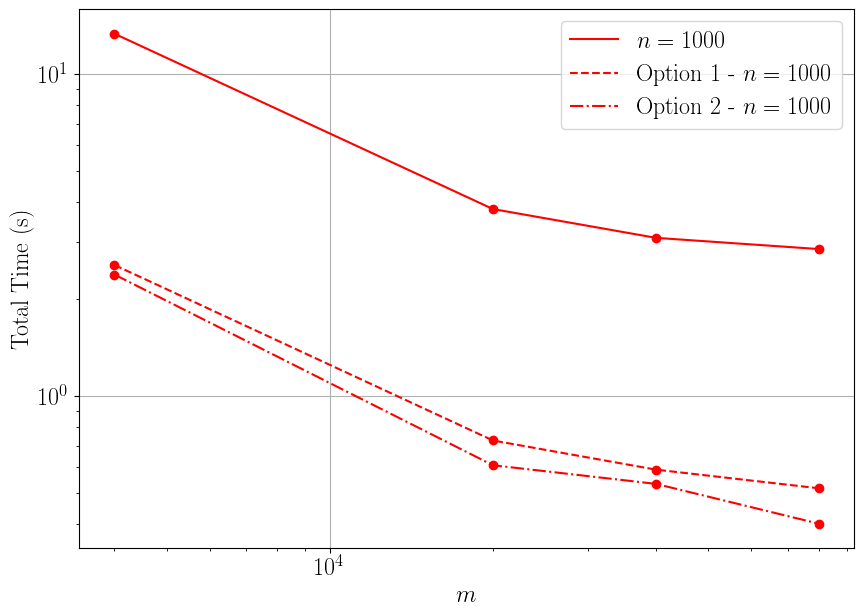 n = 1000
Option 1 - n = 1000
Option 2 - n = 1000
Total Time (s)
10^1
10^0
10^4
m